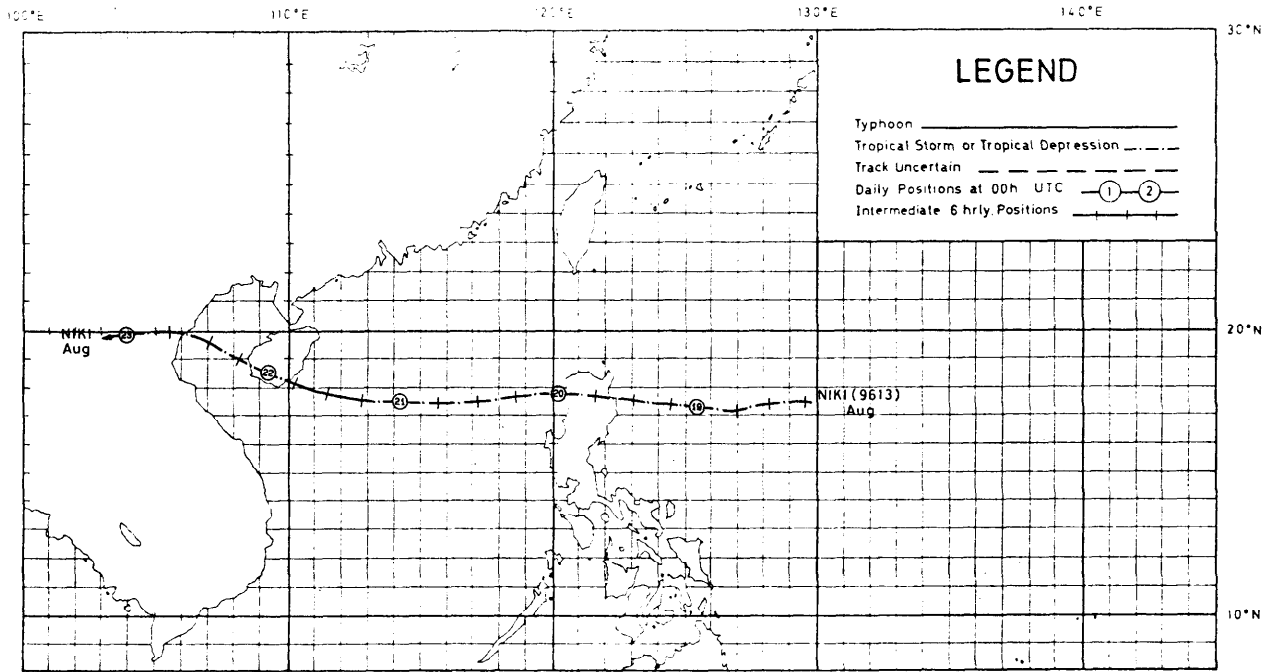 100°E 110°E 120°E 130°E 140°E
30°N
LEGEND
Typhoon
Tropical Storm or Tropical Depression
Track Uncertain
Daily Positions at 00h UTC 1 2
Intermediate 6 hrly. Positions
20°N
NIKI
Aug
23
22
21
20
19
NIKI (9613)
Aug
10°N